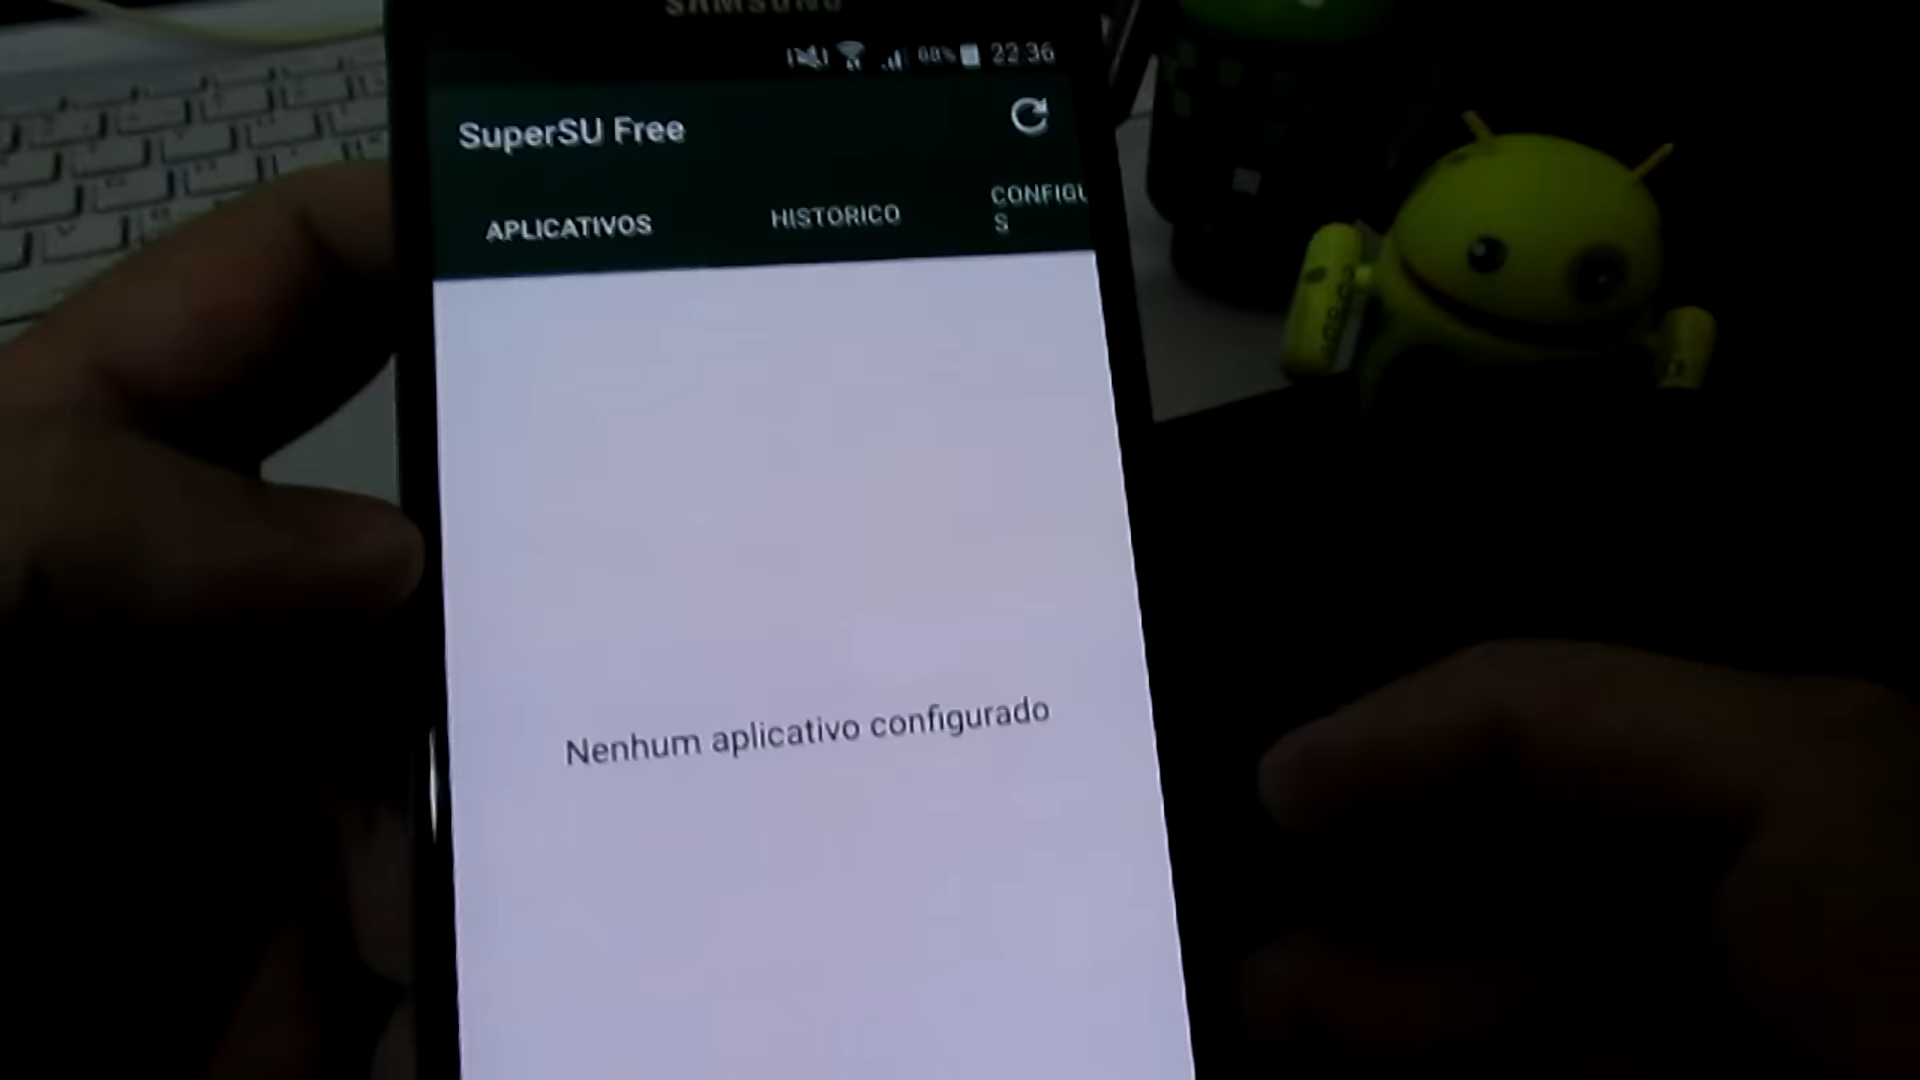 SAMSUNG
68% 22:36
SuperSU Free
APLICATIVOS
HISTORICO
CONFIGU
S
Nenhum aplicativo configurado